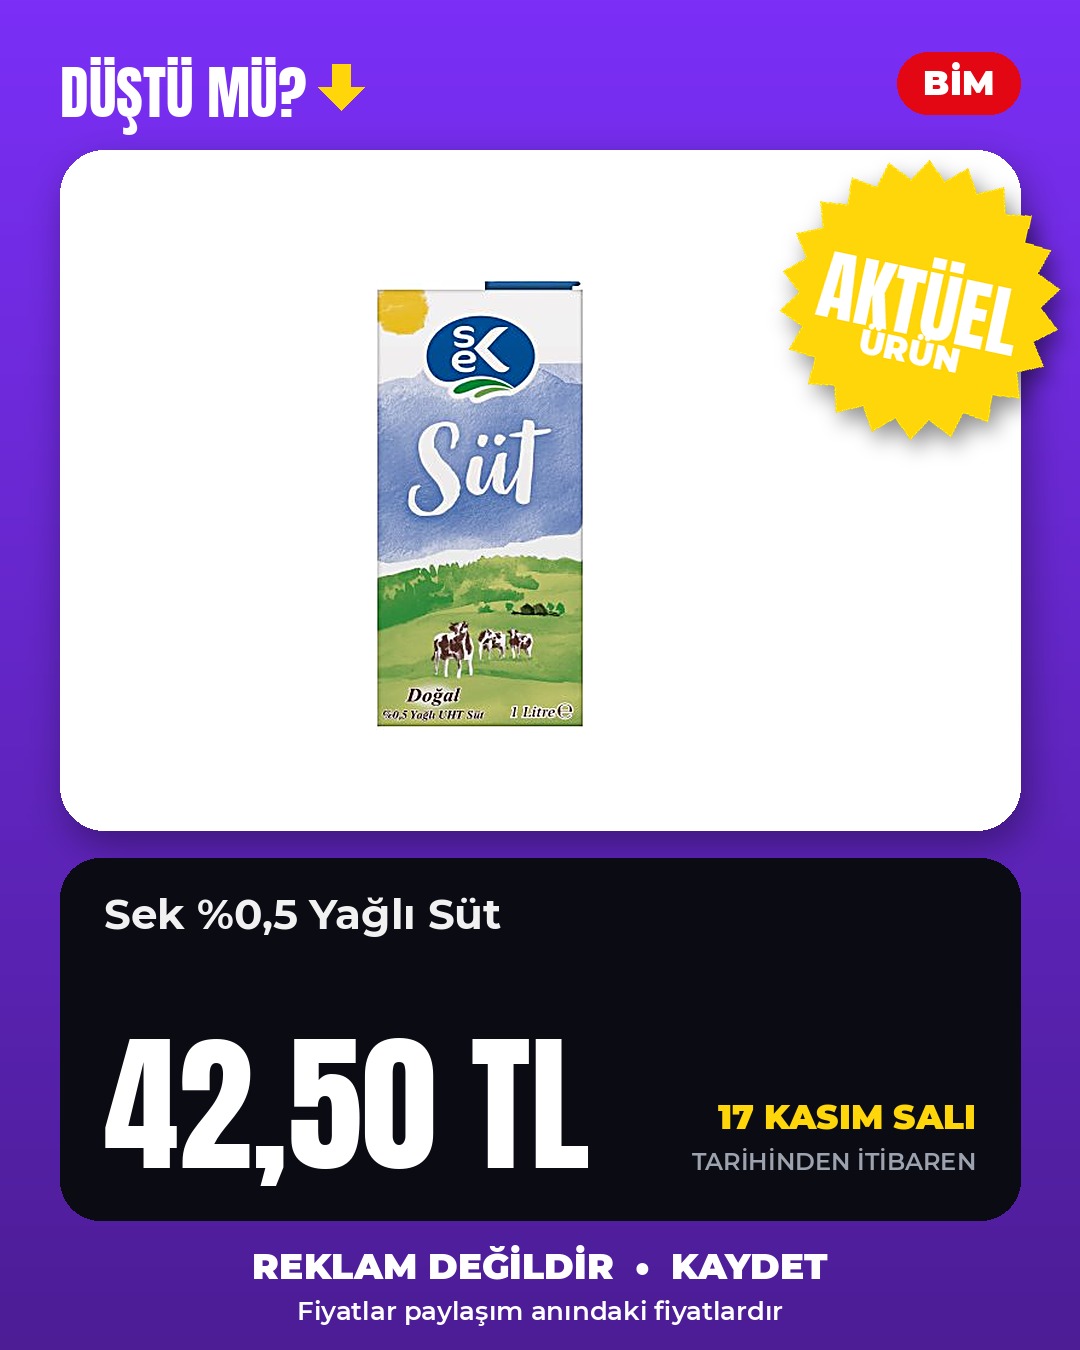 DÜŞTÜ MÜ?
BİM
AKTÜEL
ÜRÜN
sek
Süt
Doğal
%0,5 Yağlı UHT Süt
1 Litre ℮
Sek %0,5 Yağlı Süt
42,50 TL
17 KASIM SALI
TARİHİNDEN İTİBAREN
REKLAM DEĞİLDİR • KAYDET
Fiyatlar paylaşım anındaki fiyatlardır